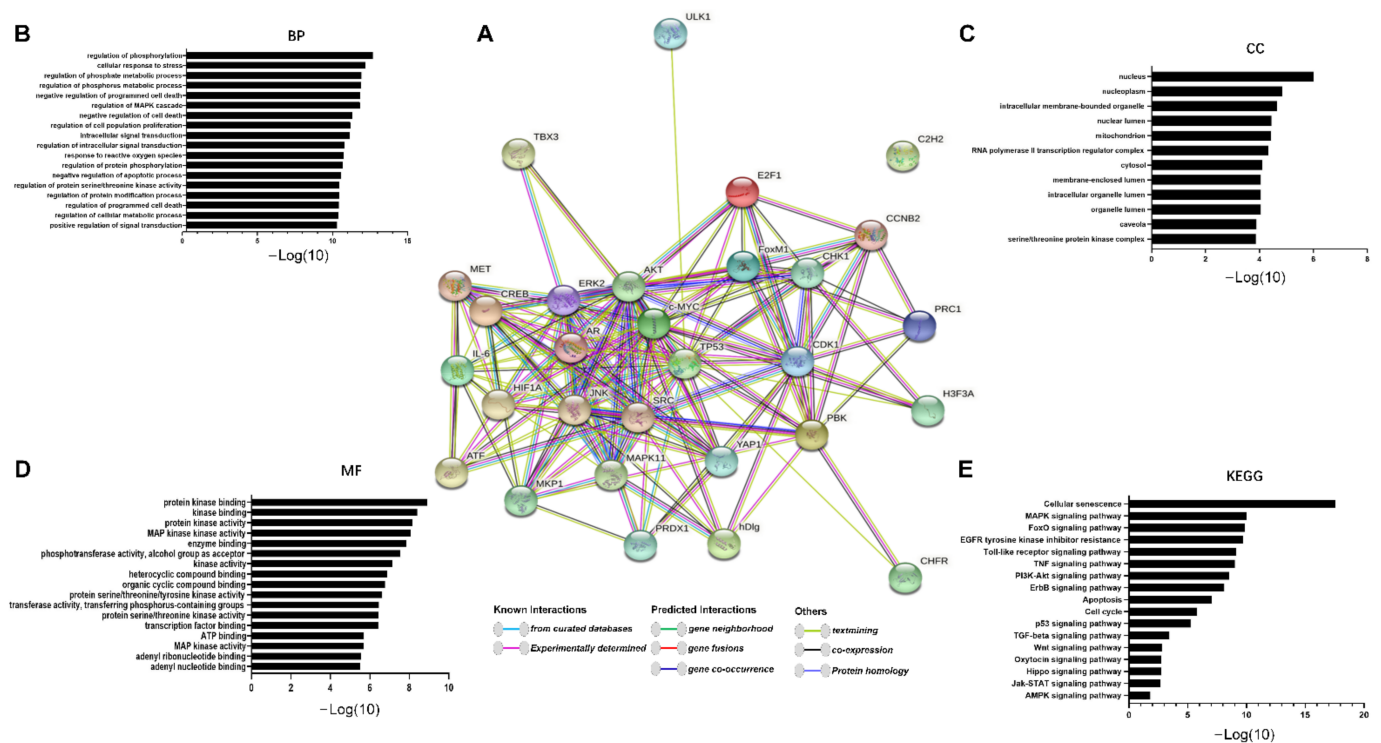 B
BP
regulation of phosphorylation
cellular response to stress
regulation of phosphate metabolic process
regulation of phosphorus metabolic process
negative regulation of programmed cell death
regulation of MAPK cascade
negative regulation of cell death
regulation of cell population proliferation
intracellular signal transduction
regulation of intracellular signal transduction
response to reactive oxygen species
regulation of protein phosphorylation
negative regulation of apoptotic process
regulation of protein serine/threonine kinase activity
regulation of protein modification process
regulation of programmed cell death
regulation of cellular metabolic process
positive regulation of signal transduction
0 5 10 15
−Log(10)
A
ULK1
TBX3
C2H2
E2F1
CCNB2
FoxM1
CHK1
AKT
MET
ERK2
CREB
c-MYC
PRC1
AR
TP53
CDK1
IL-6
HIF1A
JNK
SRC
H3F3A
PBK
YAP1
ATF
MAPK11
MKP1
PRDX1
hDlg
CHFR
Known Interactions
from curated databases
Experimentally determined
Predicted Interactions
gene neighborhood
gene fusions
gene co-occurrence
Others
textmining
co-expression
Protein homology
C
CC
nucleus
nucleoplasm
intracellular membrane-bounded organelle
nuclear lumen
mitochondrion
RNA polymerase II transcription regulator complex
cytosol
membrane-enclosed lumen
intracellular organelle lumen
organelle lumen
caveola
serine/threonine protein kinase complex
0 2 4 6 8
−Log(10)
D
MF
protein kinase binding
kinase binding
protein kinase activity
MAP kinase kinase activity
enzyme binding
phosphotransferase activity, alcohol group as acceptor
kinase activity
heterocyclic compound binding
organic cyclic compound binding
protein serine/threonine/tyrosine kinase activity
transferase activity, transferring phosphorus-containing groups
protein serine/threonine kinase activity
transcription factor binding
ATP binding
MAP kinase activity
adenyl ribonucleotide binding
adenyl nucleotide binding
0 2 4 6 8 10
−Log(10)
E
KEGG
Cellular senescence
MAPK signaling pathway
FoxO signaling pathway
EGFR tyrosine kinase inhibitor resistance
Toll-like receptor signaling pathway
TNF signaling pathway
PI3K-Akt signaling pathway
ErbB signaling pathway
Apoptosis
Cell cycle
p53 signaling pathway
TGF-beta signaling pathway
Wnt signaling pathway
Oxytocin signaling pathway
Hippo signaling pathway
Jak-STAT signaling pathway
AMPK signaling pathway
0 5 10 15 20
−Log(10)